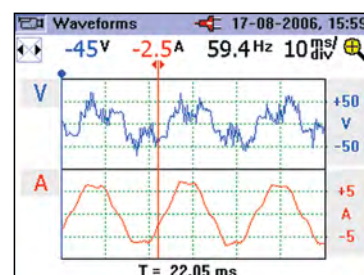 Waveforms 17-08-2006, 15:55
-45V -2.5A 59.4Hz 10ms/div
V
+50
V
-50
A
+5
A
-5
T = 22.05 ms